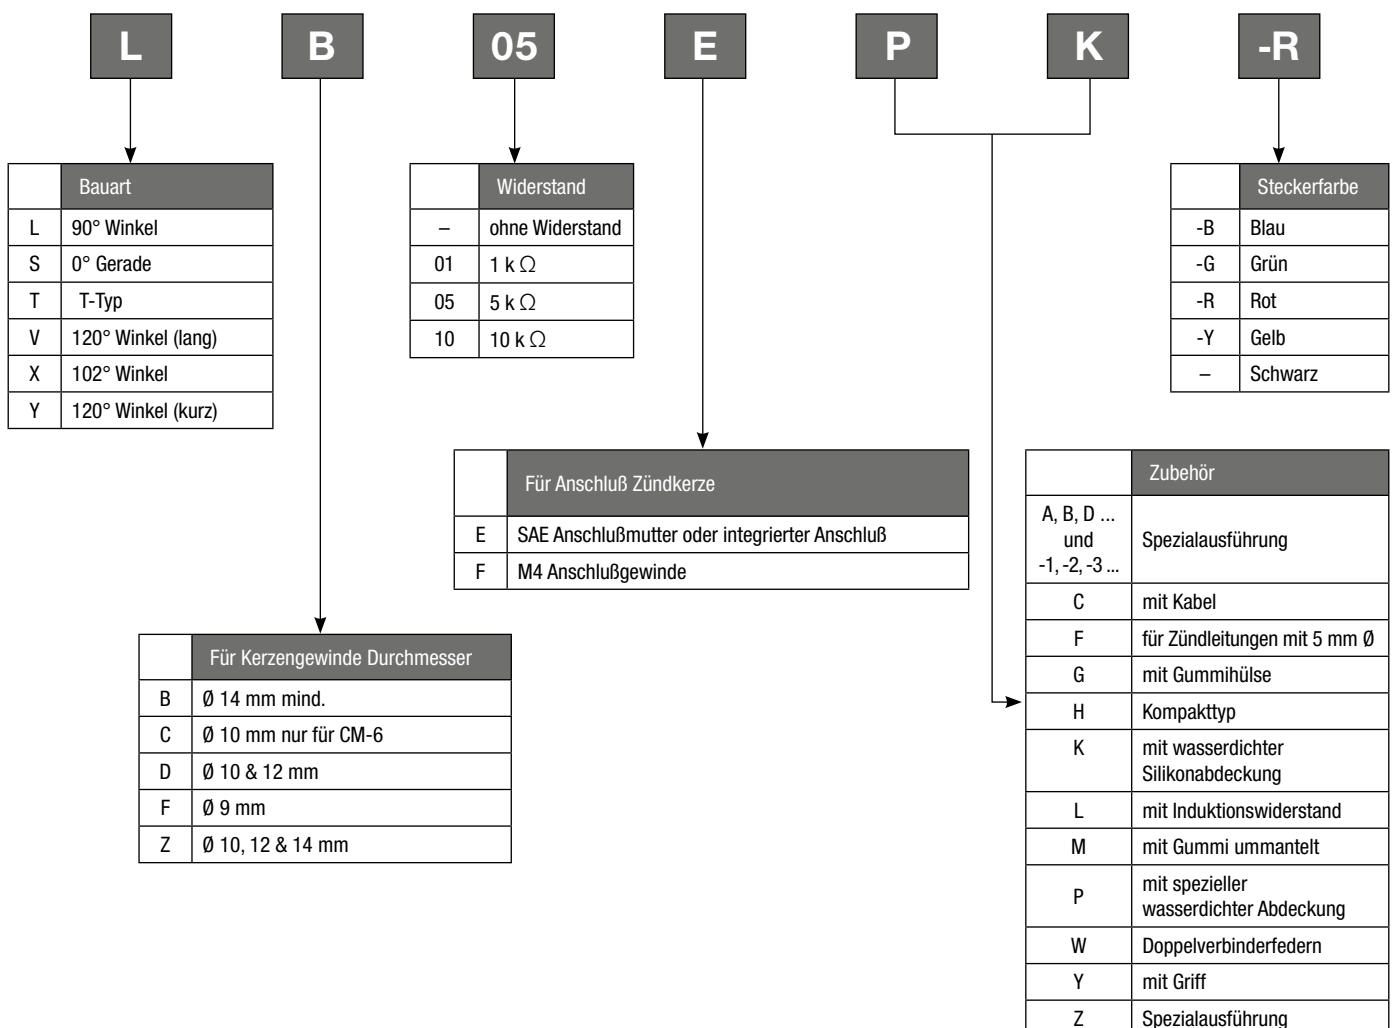 L B 05 E P K -R
Bauart
L 90° Winkel
S 0° Gerade
T T-Typ
V 120° Winkel (lang)
X 102° Winkel
Y 120° Winkel (kurz)
Widerstand
– ohne Widerstand
01 1 k Ω
05 5 k Ω
10 10 k Ω
Steckerfarbe
-B Blau
-G Grün
-R Rot
-Y Gelb
– Schwarz
Für Anschluß Zündkerze
E SAE Anschlußmutter oder integrierter Anschluß
F M4 Anschlußgewinde
Für Kerzengewinde Durchmesser
B Ø 14 mm mind.
C Ø 10 mm nur für CM-6
D Ø 10 & 12 mm
F Ø 9 mm
Z Ø 10, 12 & 14 mm
Zubehör
A, B, D ...
und
-1, -2, -3 ...
Spezialausführung
C mit Kabel
F für Zündleitungen mit 5 mm Ø
G mit Gummihülse
H Kompakttyp
K mit wasserdichter
Silikonabdeckung
L mit Induktionswiderstand
M mit Gummi ummantelt
P mit spezieller
wasserdichter Abdeckung
W Doppelverbinderfedern
Y mit Griff
Z Spezialausführung